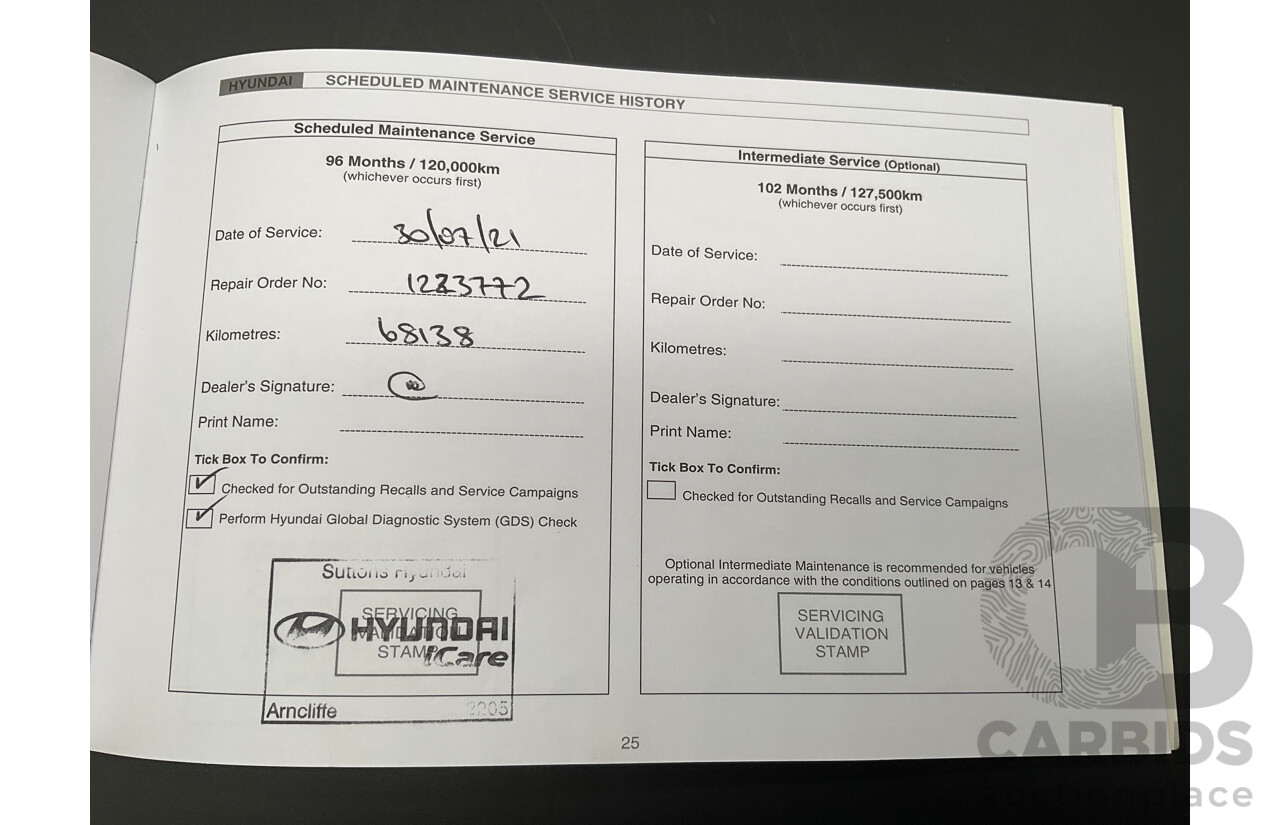 HYUNDAI SCHEDULED MAINTENANCE SERVICE HISTORY
Scheduled Maintenance Service
96 Months / 120,000km
(whichever occurs first)
Date of Service: 30/07/21
Repair Order No: 1223772
Kilometres: 68138
Dealer's Signature:
Print Name:
Tick Box To Confirm:
Checked for Outstanding Recalls and Service Campaigns
Perform Hyundai Global Diagnostic System (GDS) Check
Suttons Hyundai
SERVICING
VALIDATION
STAMP
HYUNDAI
iCare
Arncliffe 2205
Intermediate Service (Optional)
102 Months / 127,500km
(whichever occurs first)
Date of Service:
Repair Order No:
Kilometres:
Dealer's Signature:
Print Name:
Tick Box To Confirm:
Checked for Outstanding Recalls and Service Campaigns
Optional Intermediate Maintenance is recommended for vehicles
operating in accordance with the conditions outlined on pages 13 & 14
SERVICING
VALIDATION
STAMP
25
CARBIDS
auctionplace